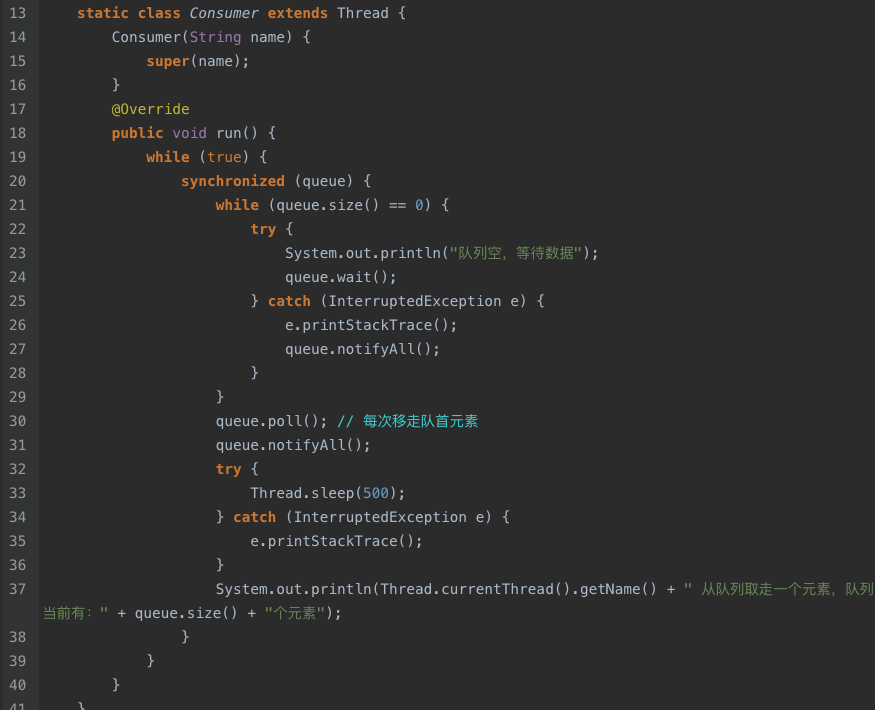 13 static class Consumer extends Thread {
14 Consumer(String name) {
15 super(name);
16 }
17 @Override
18 public void run() {
19 while (true) {
20 synchronized (queue) {
21 while (queue.size() == 0) {
22 try {
23 System.out.println("队列空，等待数据");
24 queue.wait();
25 } catch (InterruptedException e) {
26 e.printStackTrace();
27 queue.notifyAll();
28 }
29 }
30 queue.poll(); // 每次移走队首元素
31 queue.notifyAll();
32 try {
33 Thread.sleep(500);
34 } catch (InterruptedException e) {
35 e.printStackTrace();
36 }
37 System.out.println(Thread.currentThread().getName() + " 从队列取走一个元素，队列
当前有：" + queue.size() + "个元素");
38 }
39 }
40 }
41 }